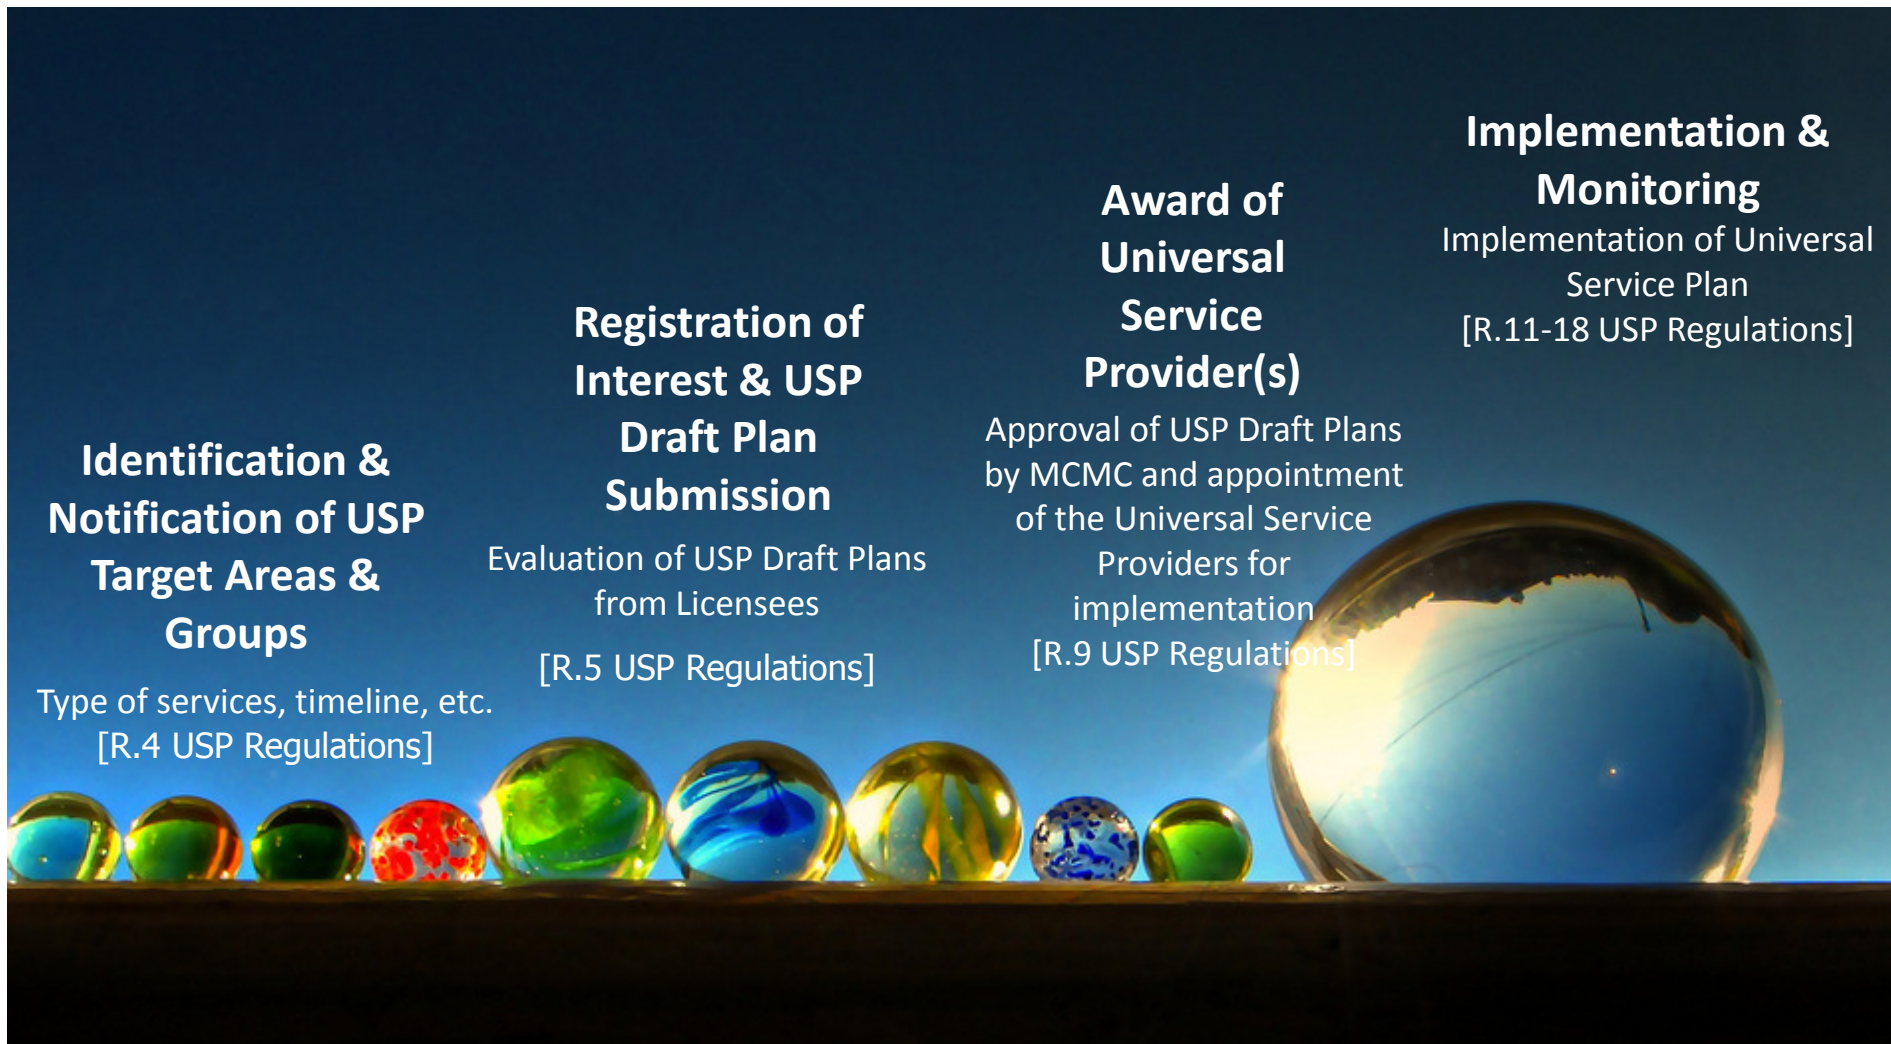 Identification &
Notification of USP
Target Areas &
Groups
Type of services, timeline, etc.
[R.4 USP Regulations]
Registration of
Interest & USP
Draft Plan
Submission
Evaluation of USP Draft Plans
from Licensees
[R.5 USP Regulations]
Award of
Universal
Service
Provider(s)
Approval of USP Draft Plans
by MCMC and appointment
of the Universal Service
Providers for
implementation
[R.9 USP Regulations]
Implementation &
Monitoring
Implementation of Universal
Service Plan
[R.11-18 USP Regulations]